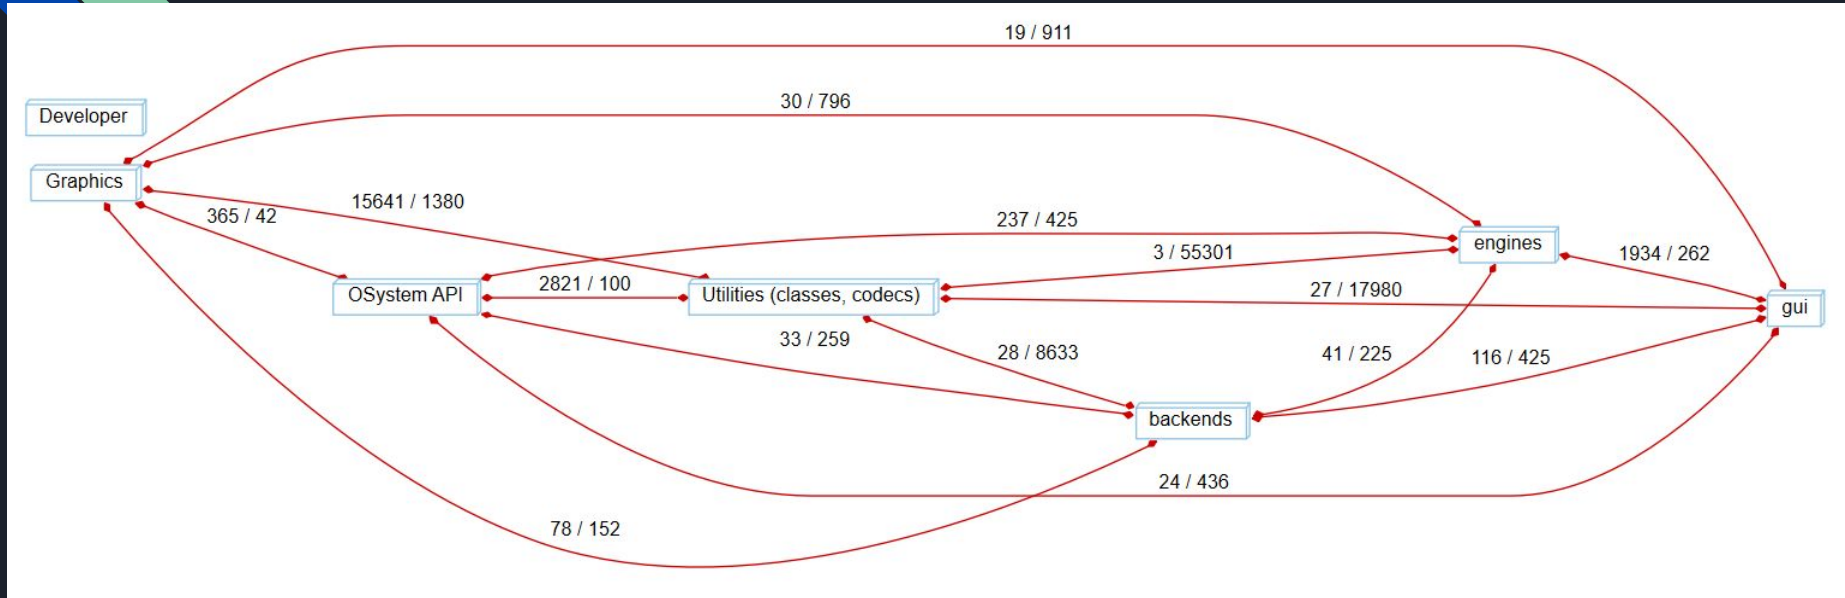 19 / 911
30 / 796
Developer
Graphics
15641 / 1380
365 / 42
237 / 425
engines
3 / 55301
1934 / 262
2821 / 100
OSystem API
Utilities (classes, codecs)
27 / 17980
gui
33 / 259
28 / 8633
41 / 225
116 / 425
backends
24 / 436
78 / 152